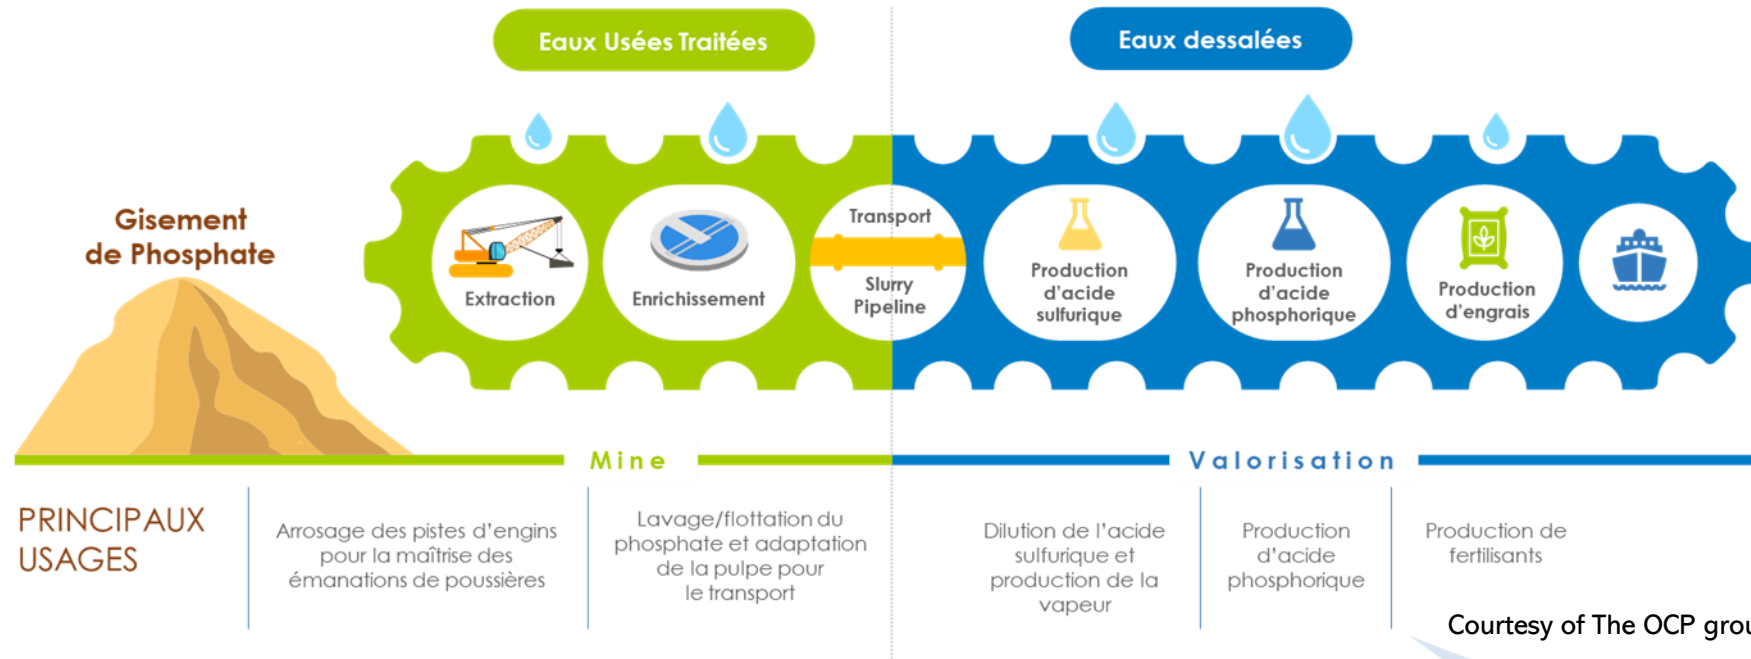 Eaux Usées Traitées
Eaux dessalées
Gisement
de Phosphate
Extraction
Enrichissement
Transport
Slurry
Pipeline
Production
d'acide
sulfurique
Production
d'acide
phosphorique
Production
d'engrais
Mine
Valorisation
PRINCIPAUX
USAGES
Arrosage des pistes d'engins
pour la maîtrise des
émanations de poussières
Lavage/flottation du
phosphate et adaptation
de la pulpe pour
le transport
Dilution de l'acide
sulfurique et
production de la
vapeur
Production
d'acide
phosphorique
Production de
fertilisants
Courtesy of The OCP grou